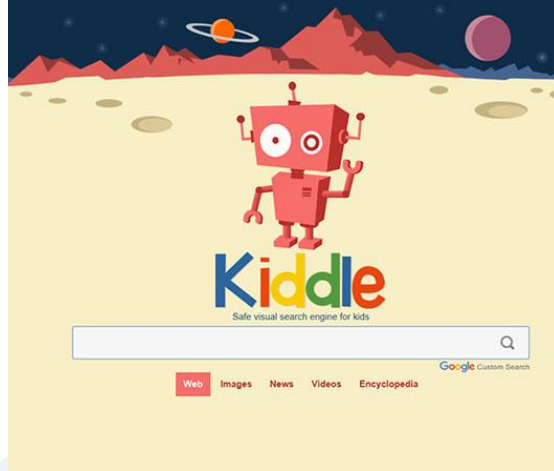 Kiddle
Safe visual search engine for kids
Google Custom Search
Web Images News Videos Encyclopedia